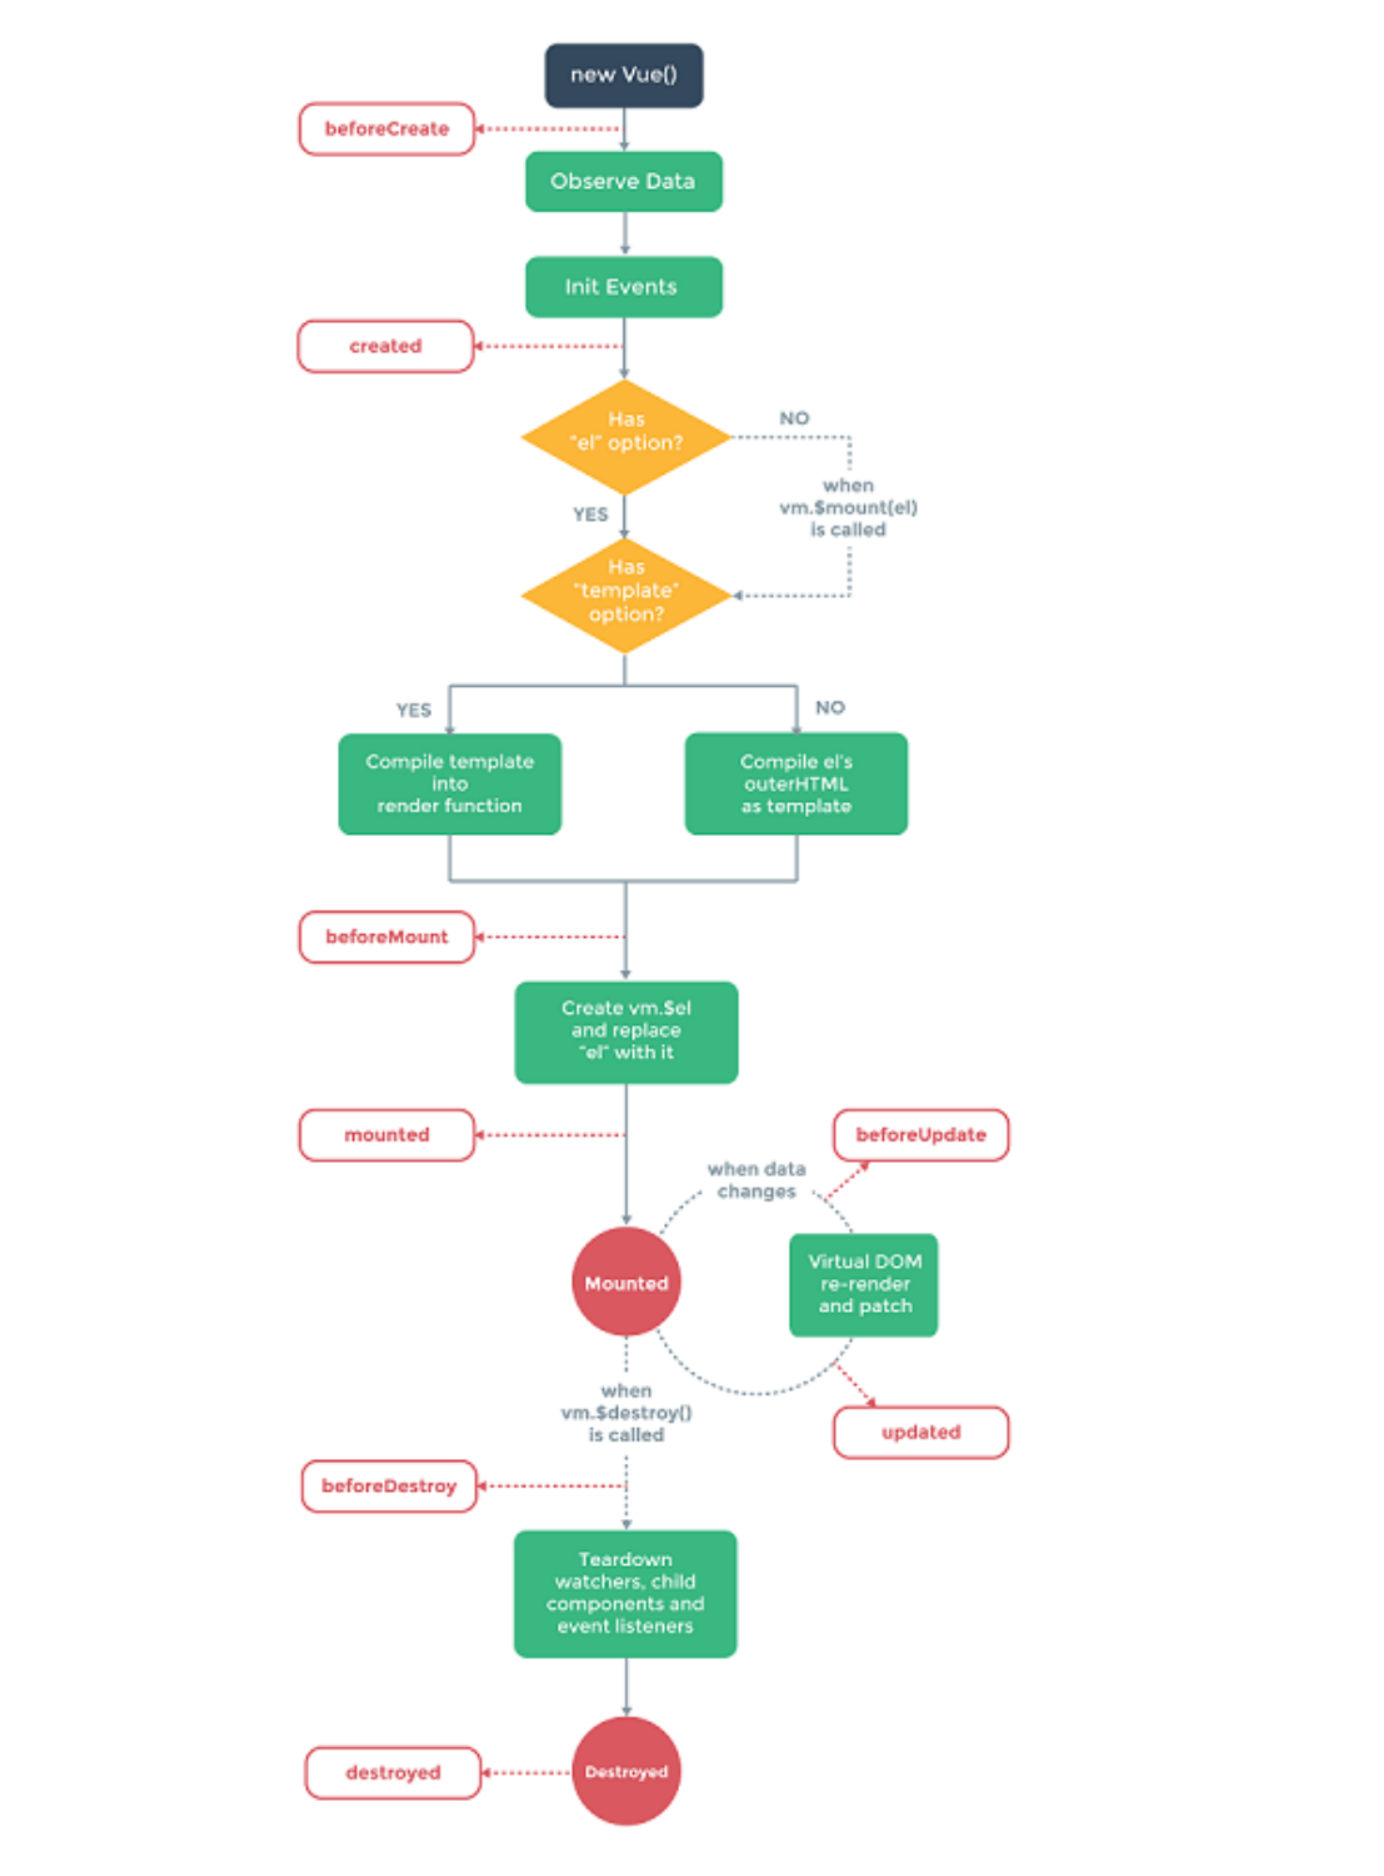 new Vue()
beforeCreate
Observe Data
Init Events
created
Has
"el" option?
NO
when
vm.$mount(el)
is called
YES
Has
"template"
option?
YES
NO
Compile template
into
render function
Compile el's
outerHTML
as template
beforeMount
Create vm.$el
and replace
"el" with it
mounted
beforeUpdate
when data
changes
Mounted
Virtual DOM
re-render
and patch
when
vm.$destroy()
is called
updated
beforeDestroy
Teardown
watchers, child
components and
event listeners
destroyed
Destroyed